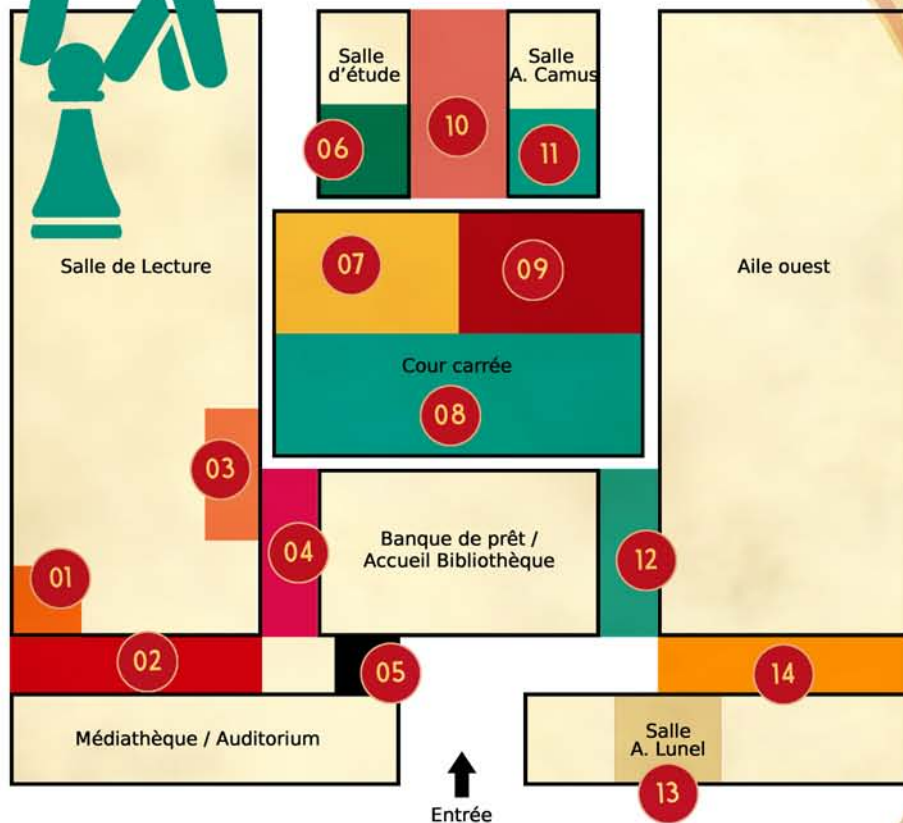 Salle
d'étude
Salle
A. Camus
06
10
11
Salle de Lecture
07
09
Aile ouest
Cour carrée
08
03
04
Banque de prêt /
Accueil Bibliothèque
12
01
02
05
14
Médiathèque / Auditorium
Salle
A. Lunel
13
Entrée